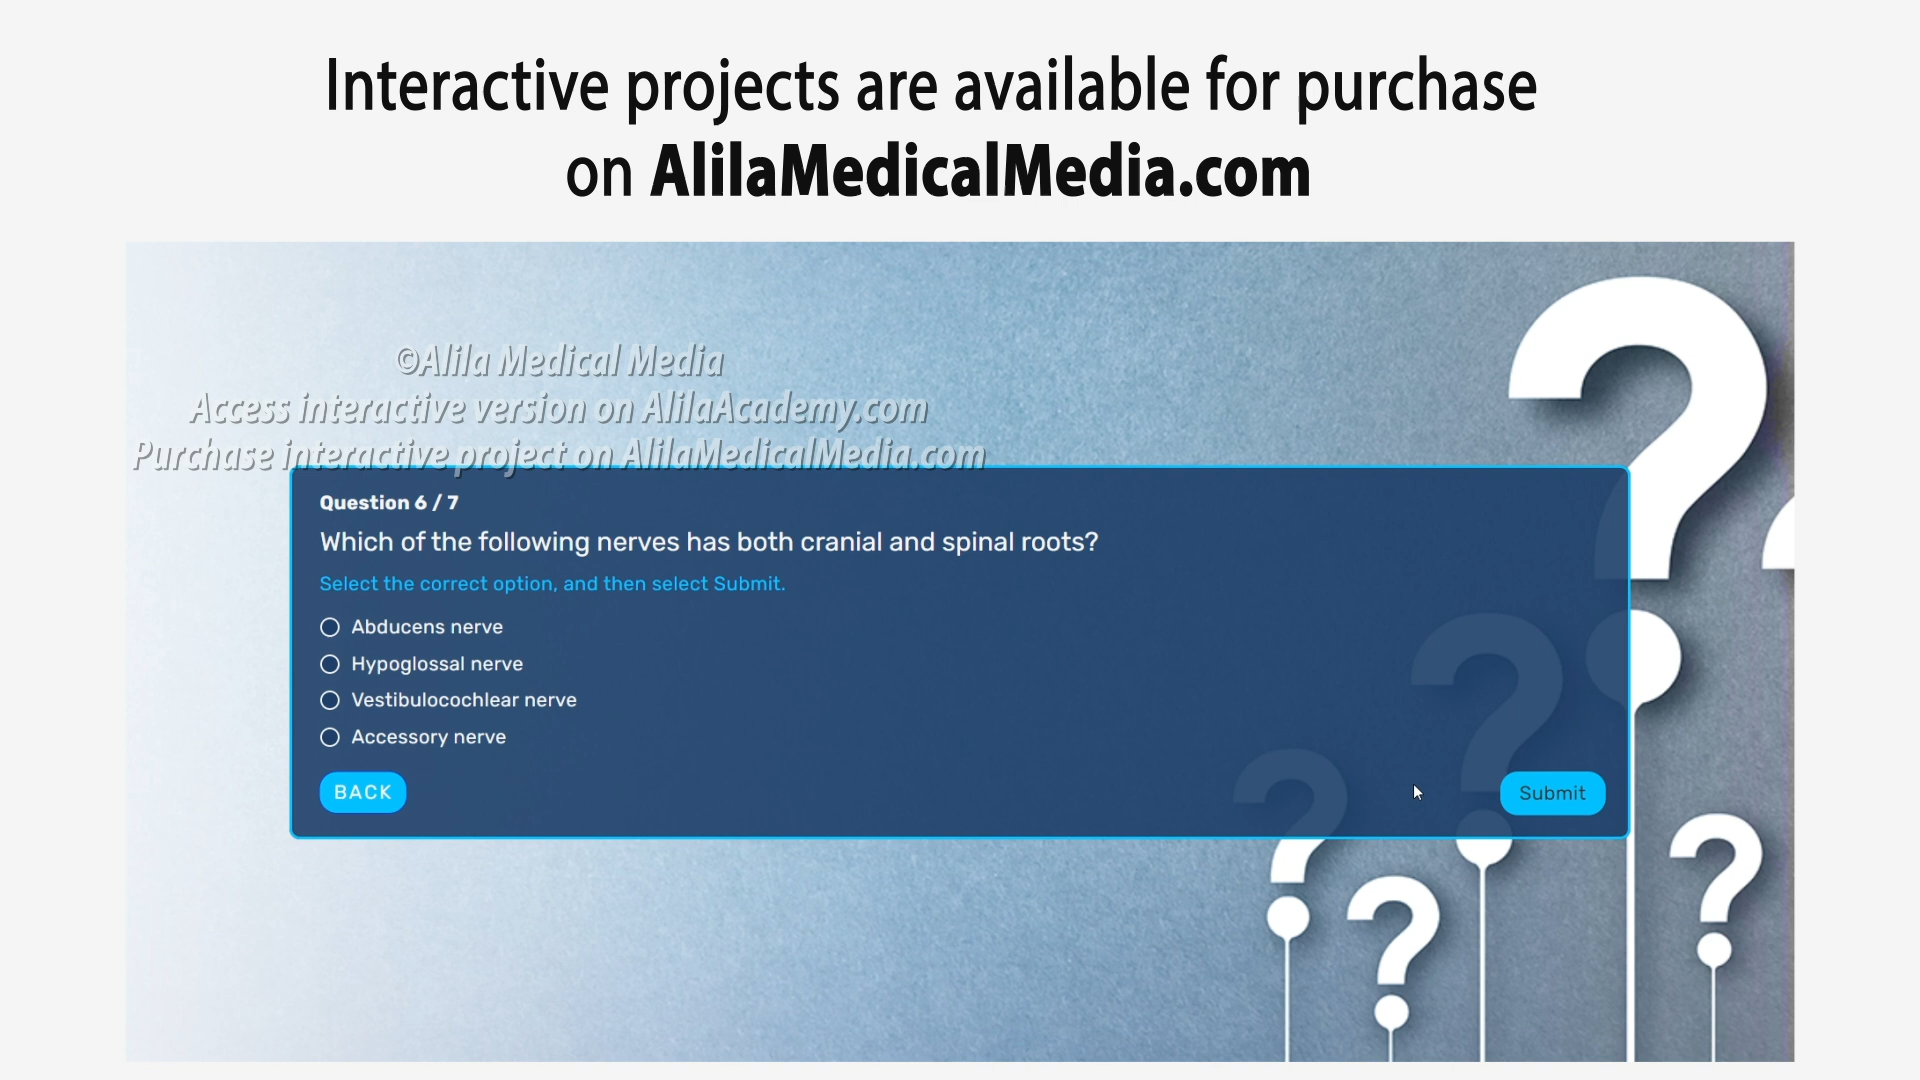 Interactive projects are available for purchase
on AlilaMedicalMedia.com
©Alila Medical Media
Access interactive version on AlilaAcademy.com
Purchase interactive project on AlilaMedicalMedia.com
Question 6 / 7
Which of the following nerves has both cranial and spinal roots?
Select the correct option, and then select Submit.
Abducens nerve
Hypoglossal nerve
Vestibulocochlear nerve
Accessory nerve
BACK
Submit